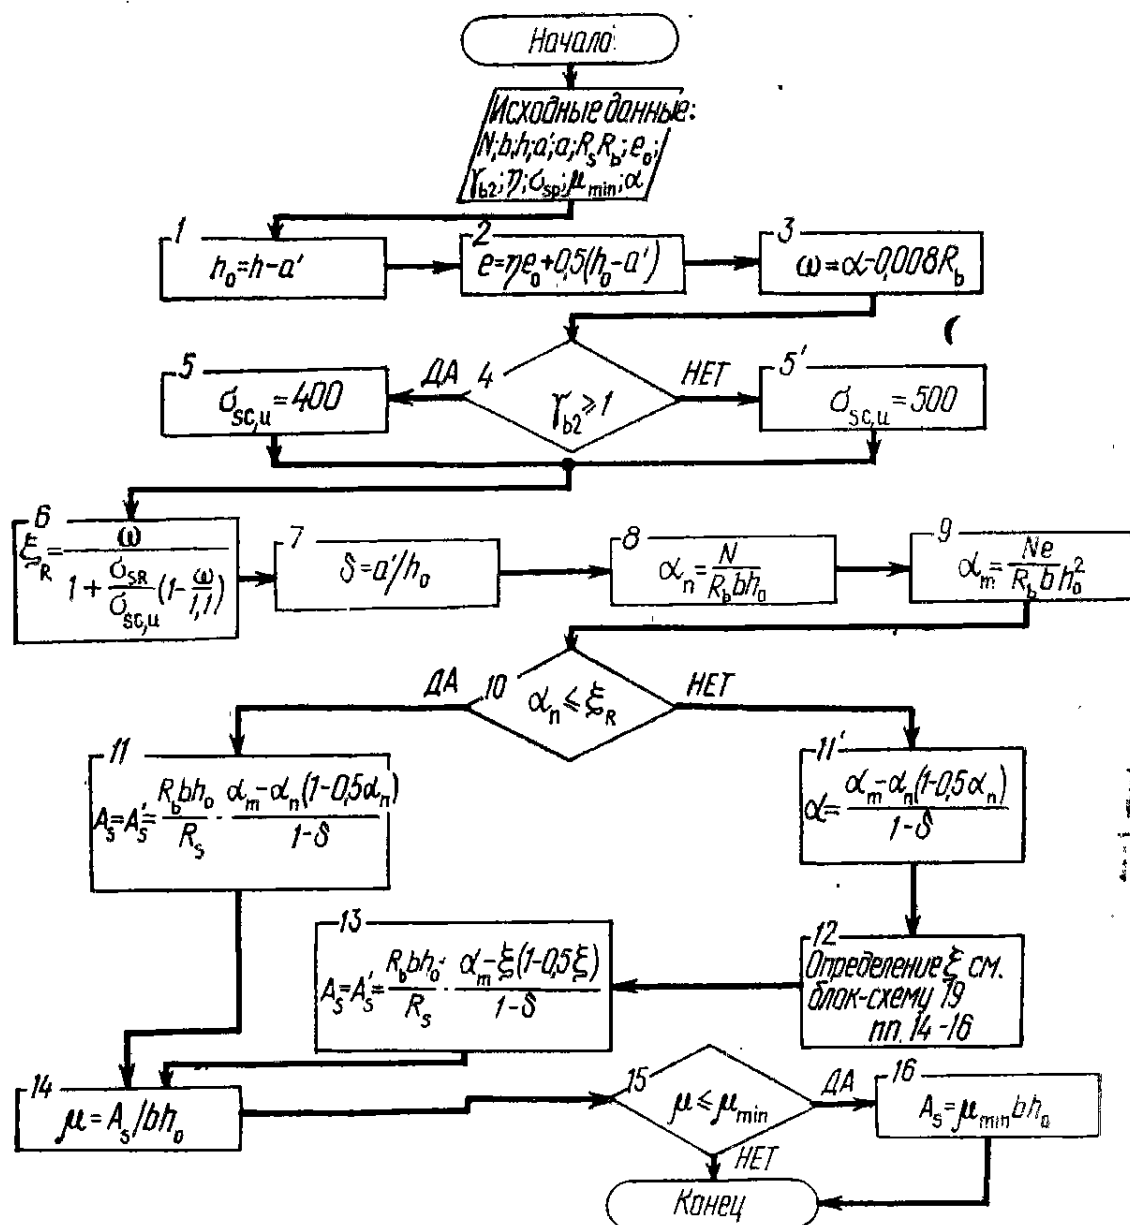 Начало
Исходные данные:
N; b; h; a'; a; R_s R_b; e_0;
γ_b2; η; σ_sp; μ_min; α
1
h_0=h-a'
2
e=ηe_0+0,5(h_0-a')
3
ω=α-0,008R_b
4
γ_b2⩾1
ДА
НЕТ
5
σ_sc,u=400
5'
σ_sc,u=500
6
ξ_R=ω/(1+σ_SR/σ_sc,u(1-ω/1,1))
7
δ=a'/h_0
8
α_n=N/(R_b bh_0)
9
α_m=Ne/(R_b b h_0^2)
10
α_n⩽ξ_R
ДА
НЕТ
11
A_s=A_s'=R_b bh_0/R_s · (α_m-α_n(1-0,5α_n))/(1-δ)
11'
α=(α_m-α_n(1-0,5α_n))/(1-δ)
12
Определение ξ см.
блок-схему 19
пп. 14-16
13
A_s=A_s'=R_b bh_0/R_s · (α_m-ξ(1-0,5ξ))/(1-δ)
14
μ=A_s/bh_0
15
μ⩽μ_min
ДА
НЕТ
16
A_s=μ_min bh_0
Конец